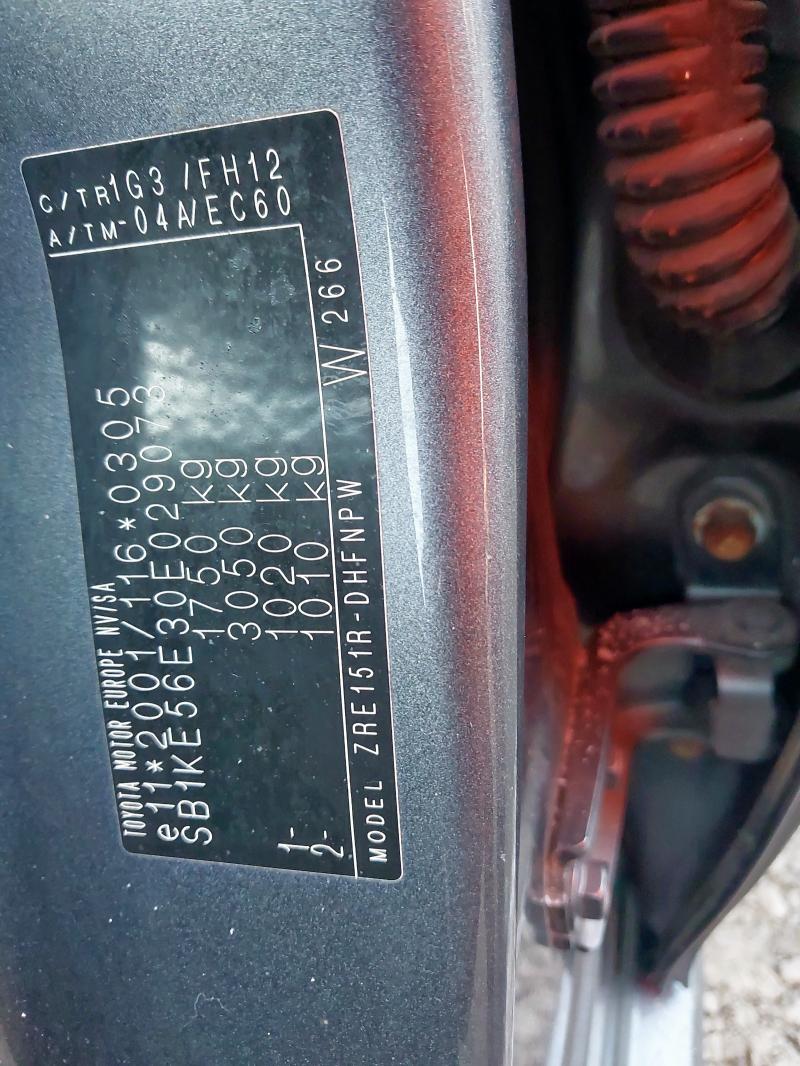 TOYOTA MOTOR EUROPE NV/SA
e11*2001/116*0305
SB1KE56E30E029073
1750 kg
3050 kg
1- 1020 kg
2- 1010 kg
MODEL ZRE151R-DHFNPW W 266
C/TR 1G3 /FH12
A/TM -04A/EC60